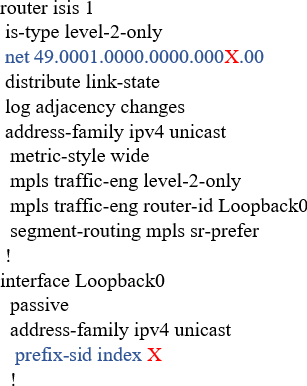 router isis 1
is-type level-2-only
net 49.0001.0000.0000.000X.00
distribute link-state
log adjacency changes
address-family ipv4 unicast
metric-style wide
mpls traffic-eng level-2-only
mpls traffic-eng router-id Loopback0
segment-routing mpls sr-prefer
!
interface Loopback0
passive
address-family ipv4 unicast
prefix-sid index X
!